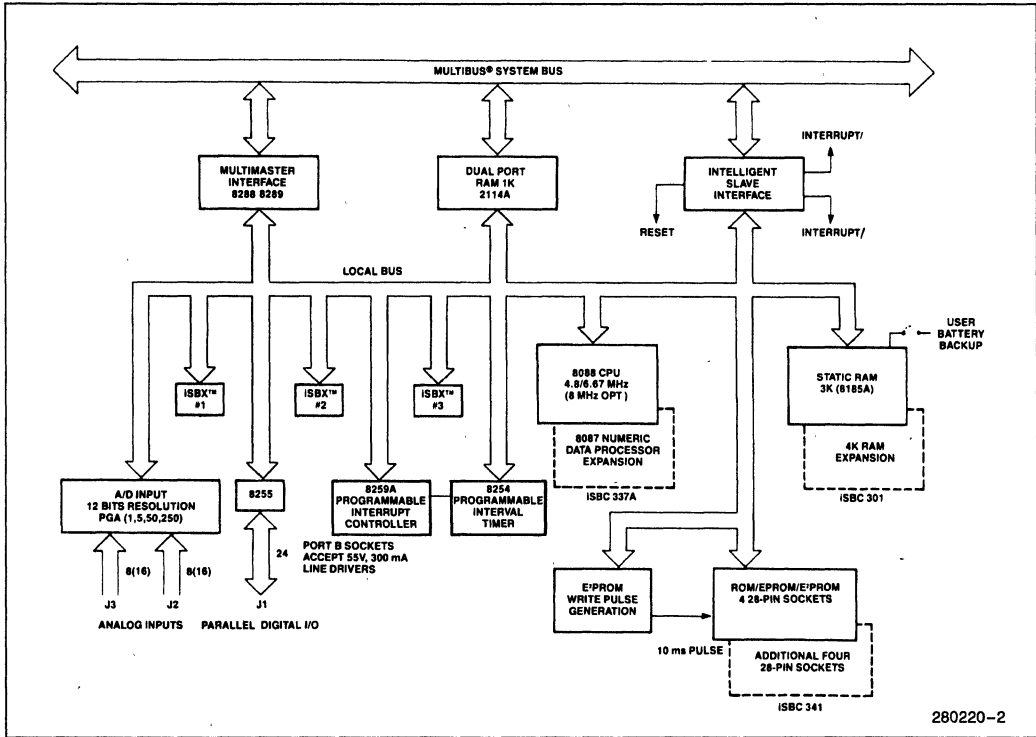 MULTIBUS® SYSTEM BUS
MULTIMASTER
INTERFACE
8288 8289
DUAL PORT
RAM 1K
2114A
INTELLIGENT
SLAVE
INTERFACE
INTERRUPT/
RESET
INTERRUPT/
LOCAL BUS
iSBX™
#1
iSBX™
#2
iSBX™
#3
8088 CPU
4.8/6.67 MHz
(8 MHz OPT)
8087 NUMERIC
DATA PROCESSOR
EXPANSION
iSBC 337A
STATIC RAM
3K (8185A)
USER
BATTERY
BACKUP
4K RAM
EXPANSION
iSBC 301
A/D INPUT
12 BITS RESOLUTION
PGA (1,5,50,250)
8255
8259A
PROGRAMMABLE
INTERRUPT
CONTROLLER
8254
PROGRAMMABLE
INTERVAL
TIMER
8(16)
8(16)
24
PORT B SOCKETS
ACCEPT 55V, 300 mA
LINE DRIVERS
J3
J2
J1
ANALOG INPUTS
PARALLEL DIGITAL I/O
E²PROM
WRITE PULSE
GENERATION
10 ms PULSE
ROM/EPROM/E²PROM
4 28-PIN SOCKETS
ADDITIONAL FOUR
28-PIN SOCKETS
iSBC 341
280220-2